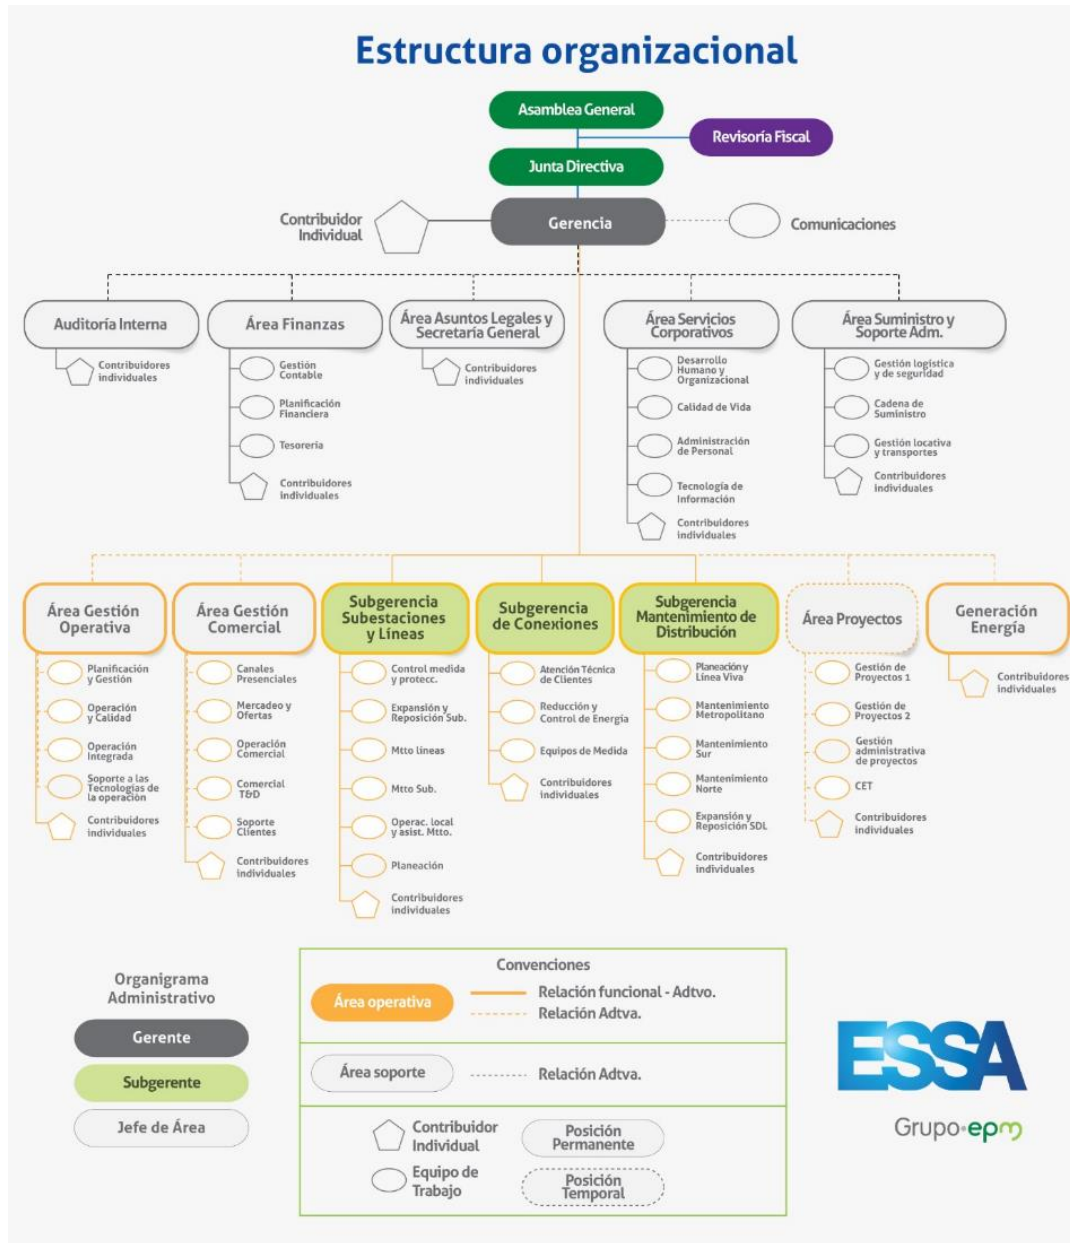 Estructura organizacional
Asamblea General
Revisoría Fiscal
Junta Directiva
Contribuidor
Individual
Gerencia
Comunicaciones
Auditoría Interna
Contribuidores
individuales
Área Finanzas
Gestión
Contable
Planificación
Financiera
Tesorería
Contribuidores
individuales
Área Asuntos Legales y
Secretaría General
Contribuidores
individuales
Área Servicios
Corporativos
Desarrollo
Humano y
Organizacional
Calidad de Vida
Administración
de Personal
Tecnología de
Información
Contribuidores
individuales
Área Suministro y
Soporte Adm.
Gestión logística
y de seguridad
Cadena de
Suministro
Gestión locativa
y transportes
Contribuidores
individuales
Área Gestión
Operativa
Planificación
y Gestión
Operación
y Calidad
Operación
Integrada
Soporte a las
Tecnologías de
la operación
Contribuidores
individuales
Área Gestión
Comercial
Canales
Presenciales
Mercadeo y
Ofertas
Operación
Comercial
Comercial
T&D
Soporte
Clientes
Contribuidores
individuales
Subgerencia
Subestaciones
y Líneas
Control medida
y protecc.
Expansión y
Reposición Sub.
Mtto líneas
Mtto Sub.
Operac. local
y asist. Mtto.
Planeación
Contribuidores
individuales
Subgerencia
de Conexiones
Atención Técnica
de Clientes
Reducción y
Control de Energía
Equipos de Medida
Contribuidores
individuales
Subgerencia
Mantenimiento de
Distribución
Planeación y
Línea Viva
Mantenimiento
Metropolitano
Mantenimiento
Sur
Mantenimiento
Norte
Expansión y
Reposición SDL
Contribuidores
individuales
Área Proyectos
Gestión de
Proyectos 1
Gestión de
Proyectos 2
Gestión
administrativa
de proyectos
CET
Contribuidores
individuales
Generación
Energía
Contribuidores
individuales
Organigrama
Administrativo
Gerente
Subgerente
Jefe de Área
Convenciones
Área operativa
Relación funcional - Adtvo.
Relación Adtva.
Área soporte
Relación Adtva.
Contribuidor
Individual
Equipo de
Trabajo
Posición
Permanente
Posición
Temporal
ESSA
Grupo·epm